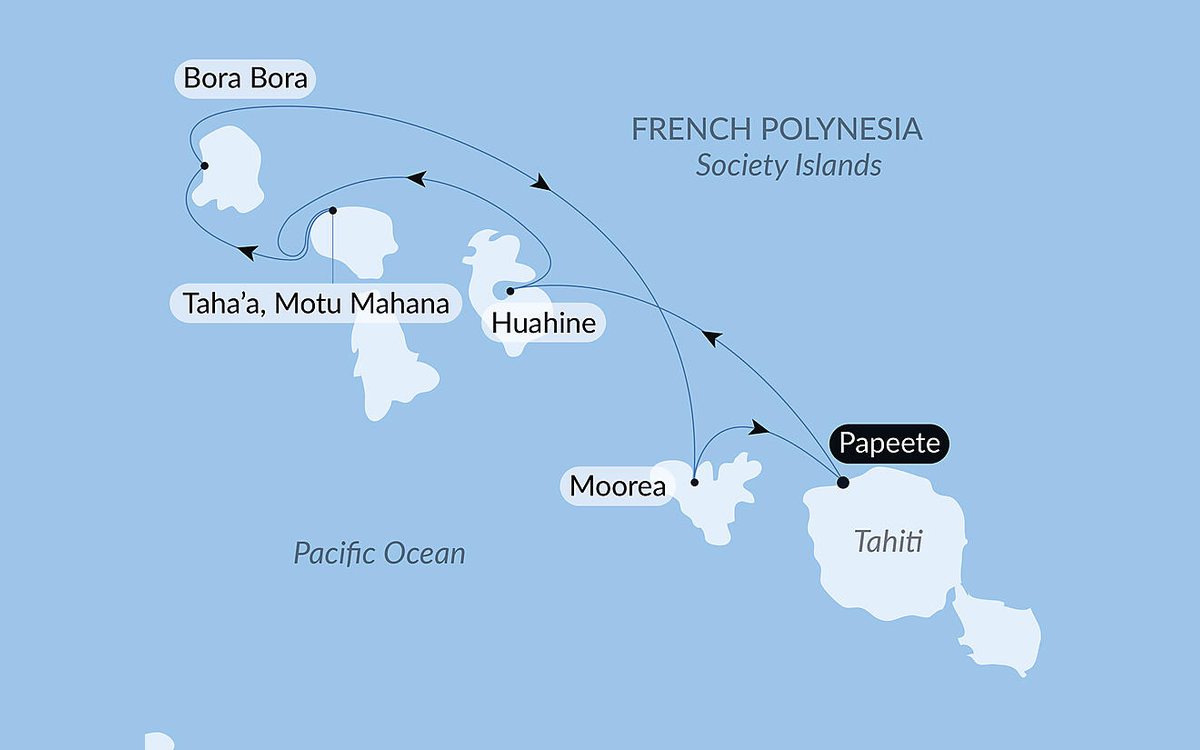 Bora Bora
FRENCH POLYNESIA
Society Islands
Taha’a, Motu Mahana
Huahine
Papeete
Moorea
Tahiti
Pacific Ocean